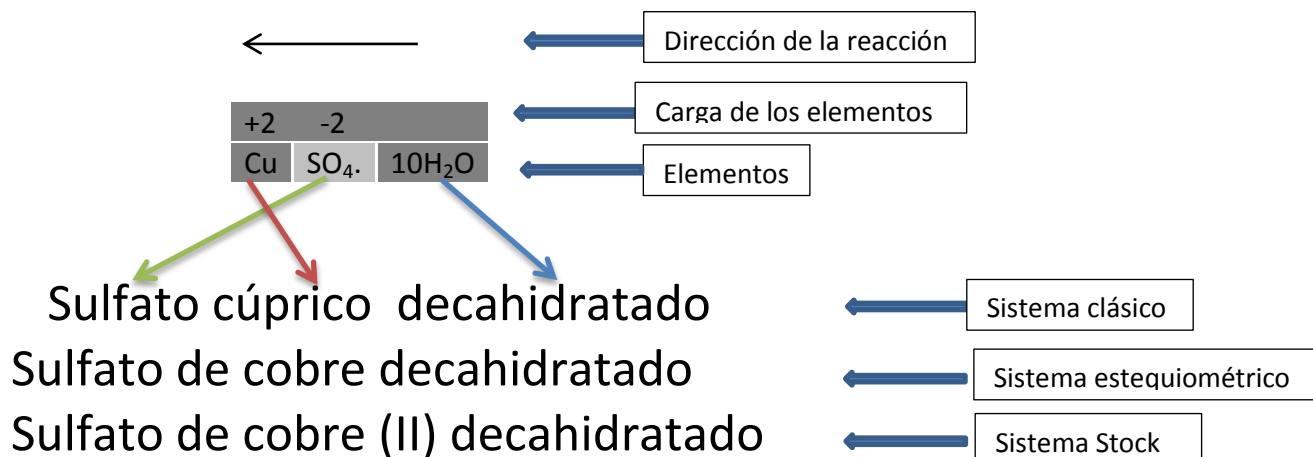 Dirección de la reacción
+2 -2
Carga de los elementos
Cu SO₄. 10H₂O
Elementos
Sulfato cúprico decahidratado
Sistema clásico
Sulfato de cobre decahidratado
Sistema estequiométrico
Sulfato de cobre (II) decahidratado
Sistema Stock